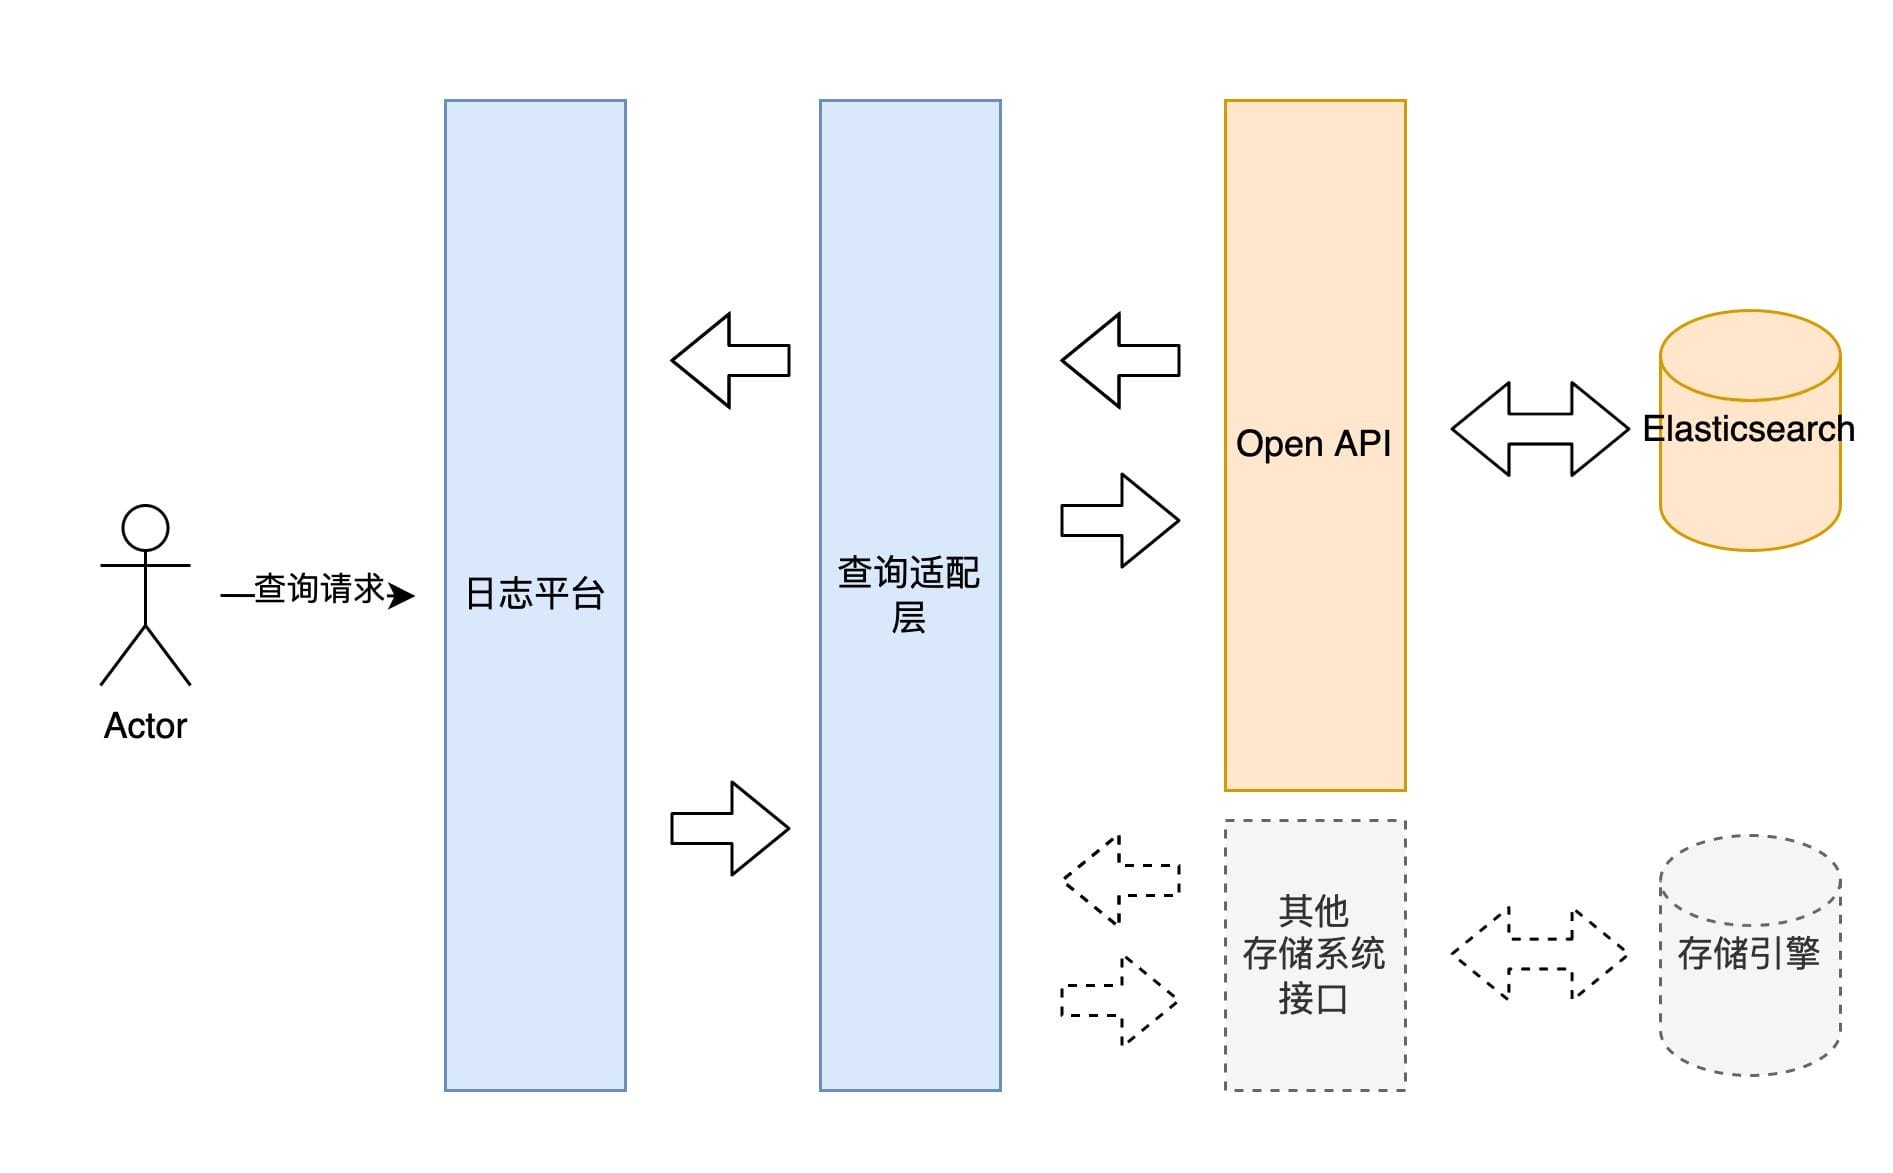 Actor
查询请求
日志平台
查询适配
层
Open API
Elasticsearch
其他
存储系统
接口
存储引擎